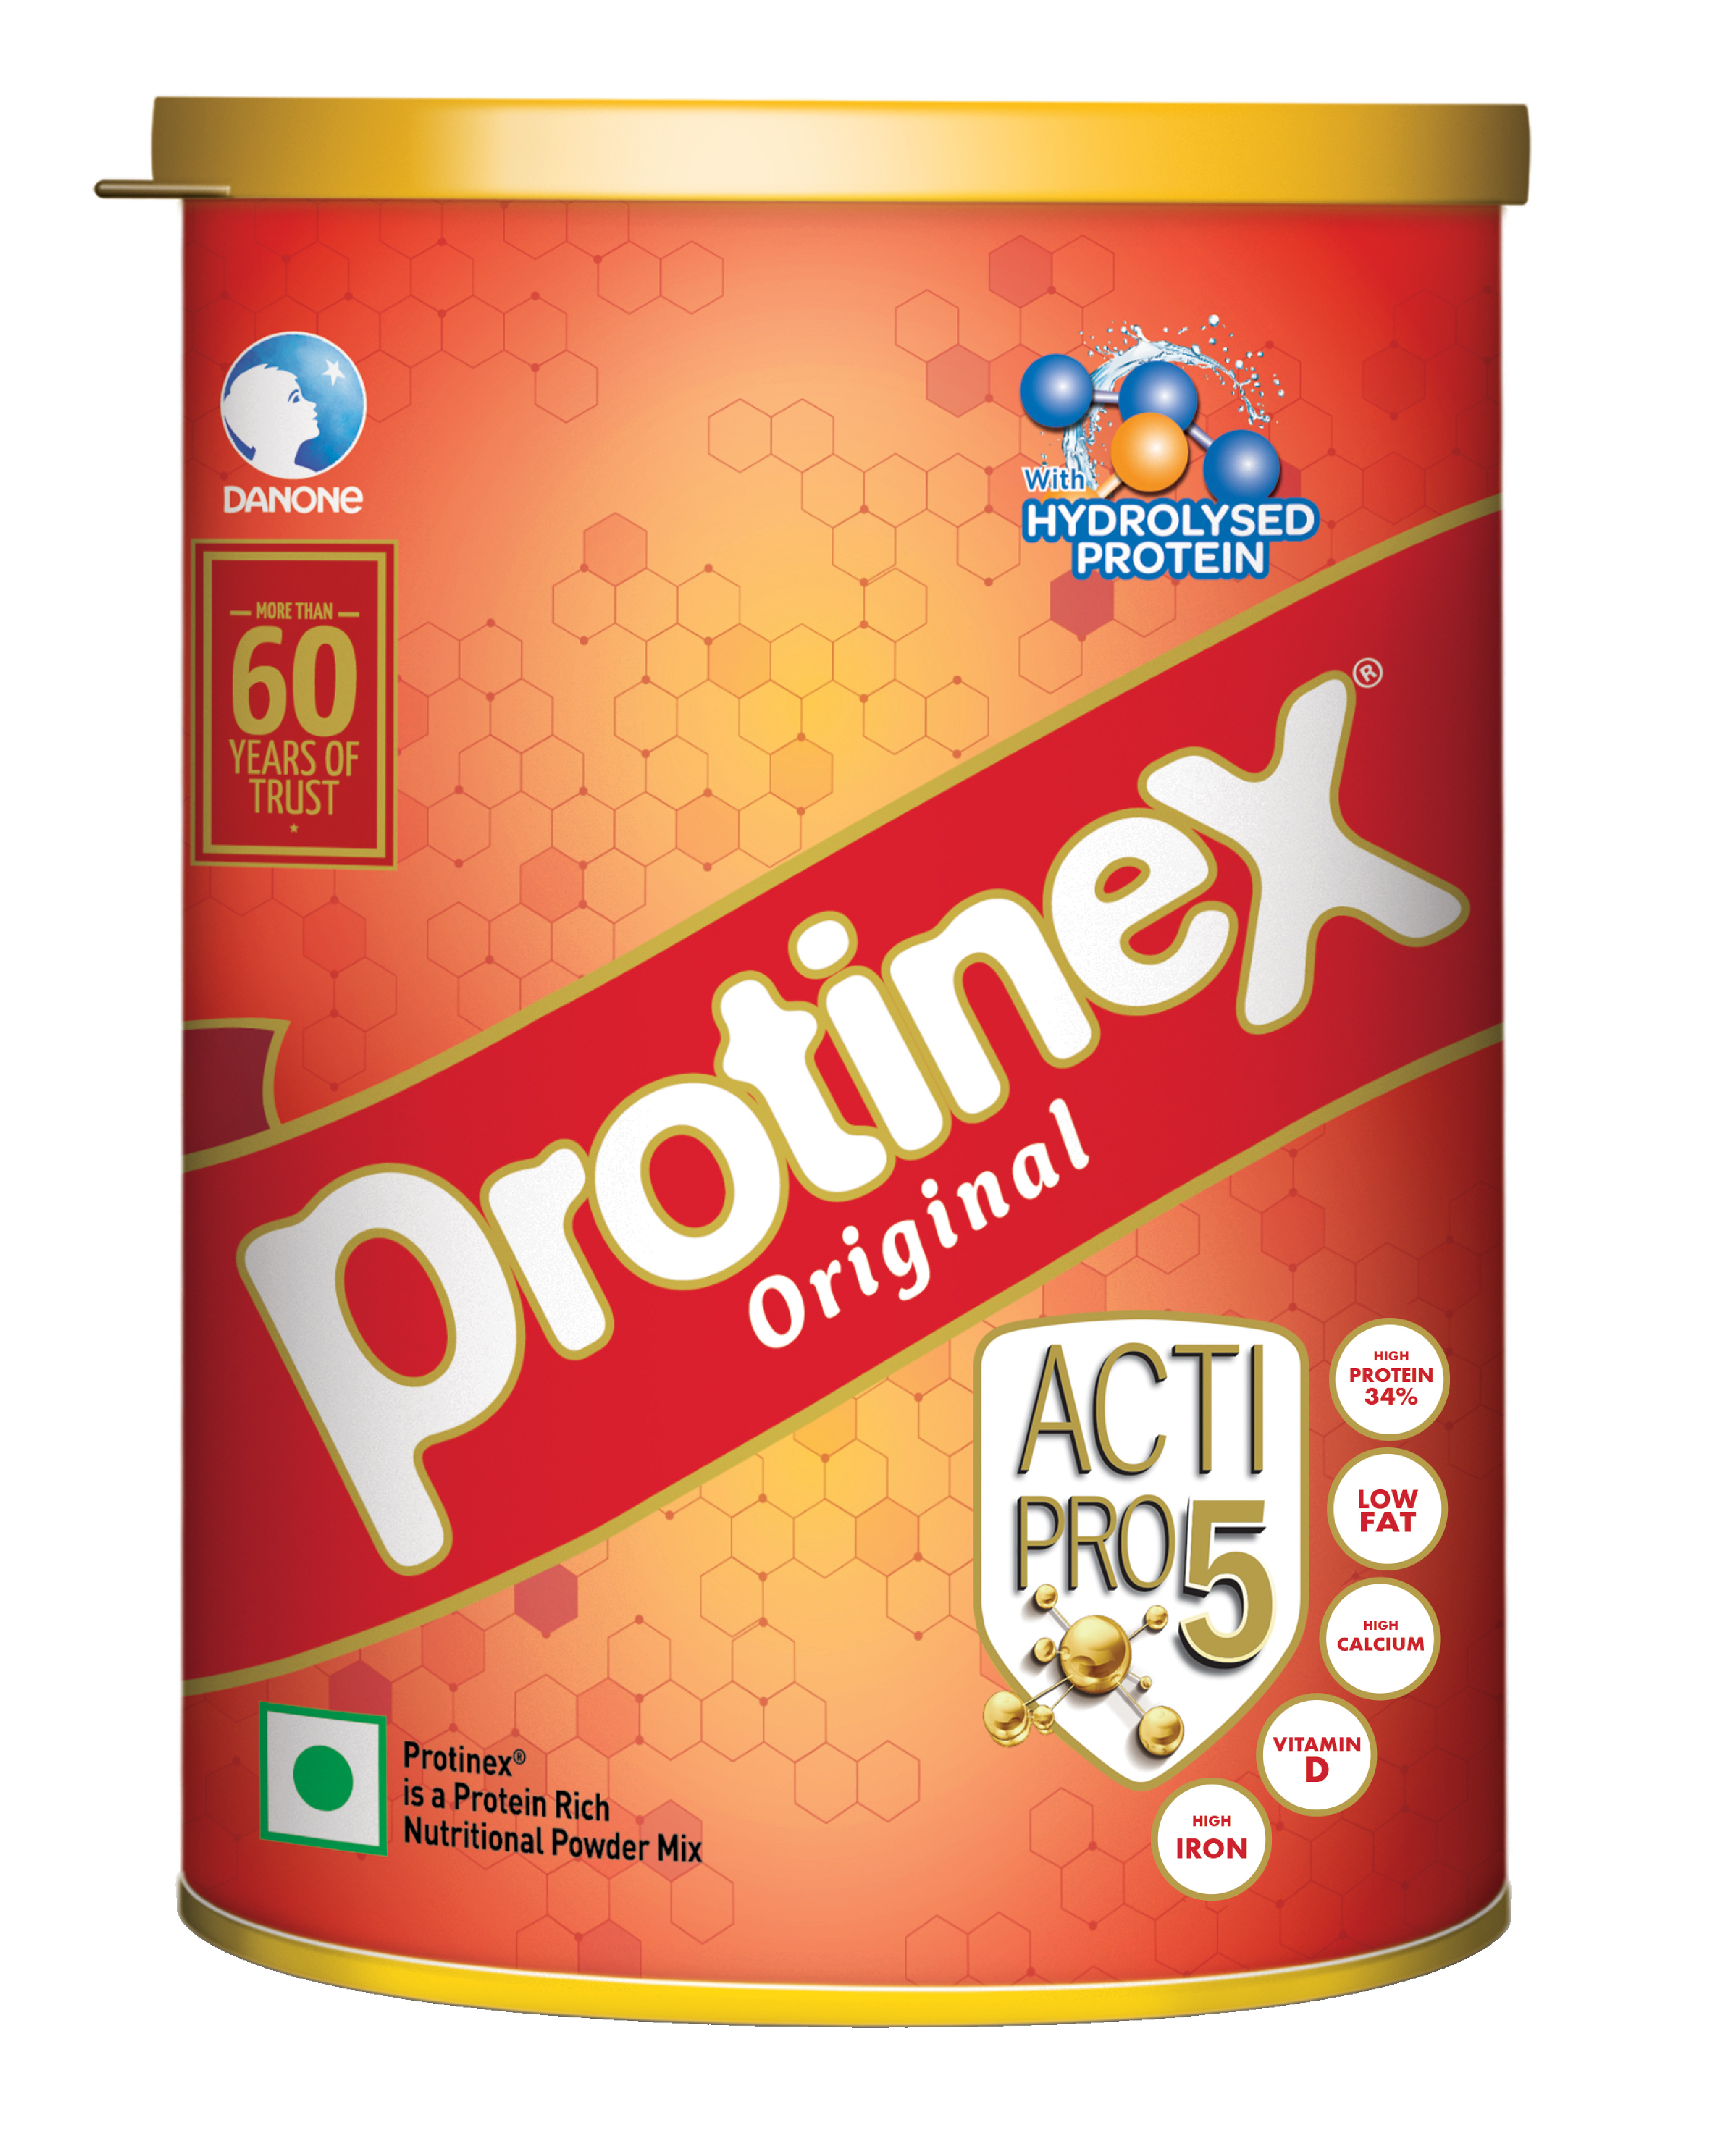 DANONE
MORE THAN
60
YEARS OF
TRUST
With
HYDROLYSED
PROTEIN
Protinex®
Original
ACTI
PRO5
HIGH
PROTEIN
34%
LOW
FAT
HIGH
CALCIUM
VITAMIN
D
HIGH
IRON
Protinex®
is a Protein Rich
Nutritional Powder Mix